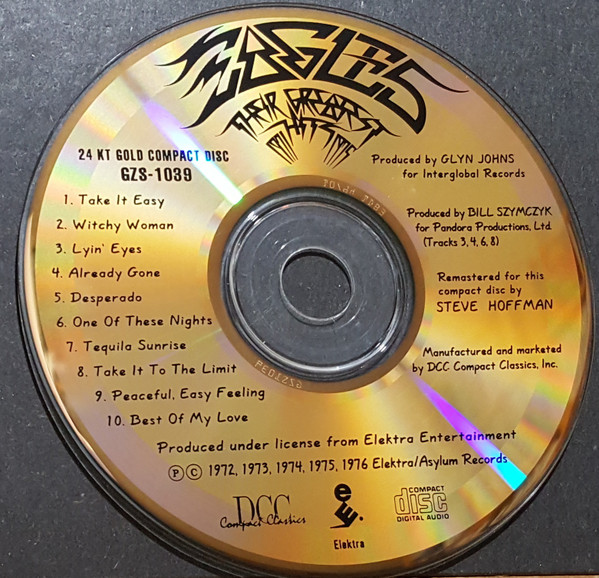 EAGLES
THEIR GREATEST
HITS
24 KT GOLD COMPACT DISC
GZS-1039
1. Take It Easy
2. Witchy Woman
3. Lyin' Eyes
4. Already Gone
5. Desperado
6. One Of These Nights
7. Tequila Sunrise
8. Take It To The Limit
9. Peaceful, Easy Feeling
10. Best Of My Love
Produced by GLYN JOHNS
for Interglobal Records
Produced by BILL SZYMCZYK
for Pandora Productions, Ltd.
(Tracks 3, 4, 6, 8)
Remastered for this
compact disc by
STEVE HOFFMAN
Manufactured and marketed
by DCC Compact Classics, Inc.
Produced under license from Elektra Entertainment
Ⓟ Ⓒ 1972, 1973, 1974, 1975, 1976 Elektra/Asylum Records
DCC
Compact Classics
Elektra
COMPACT
disc
DIGITAL AUDIO